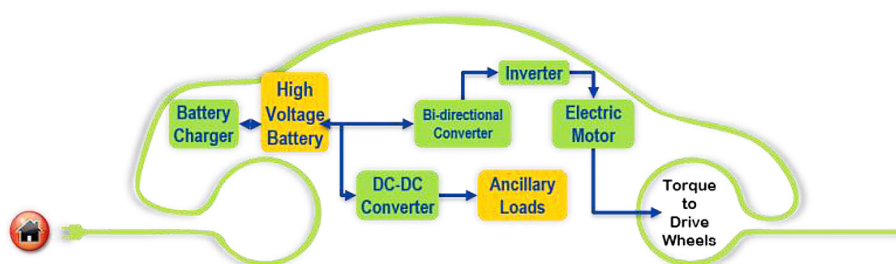 Battery
Charger
High
Voltage
Battery
Bi-directional
Converter
Inverter
Electric
Motor
DC-DC
Converter
Ancillary
Loads
Torque
to
Drive
Wheels